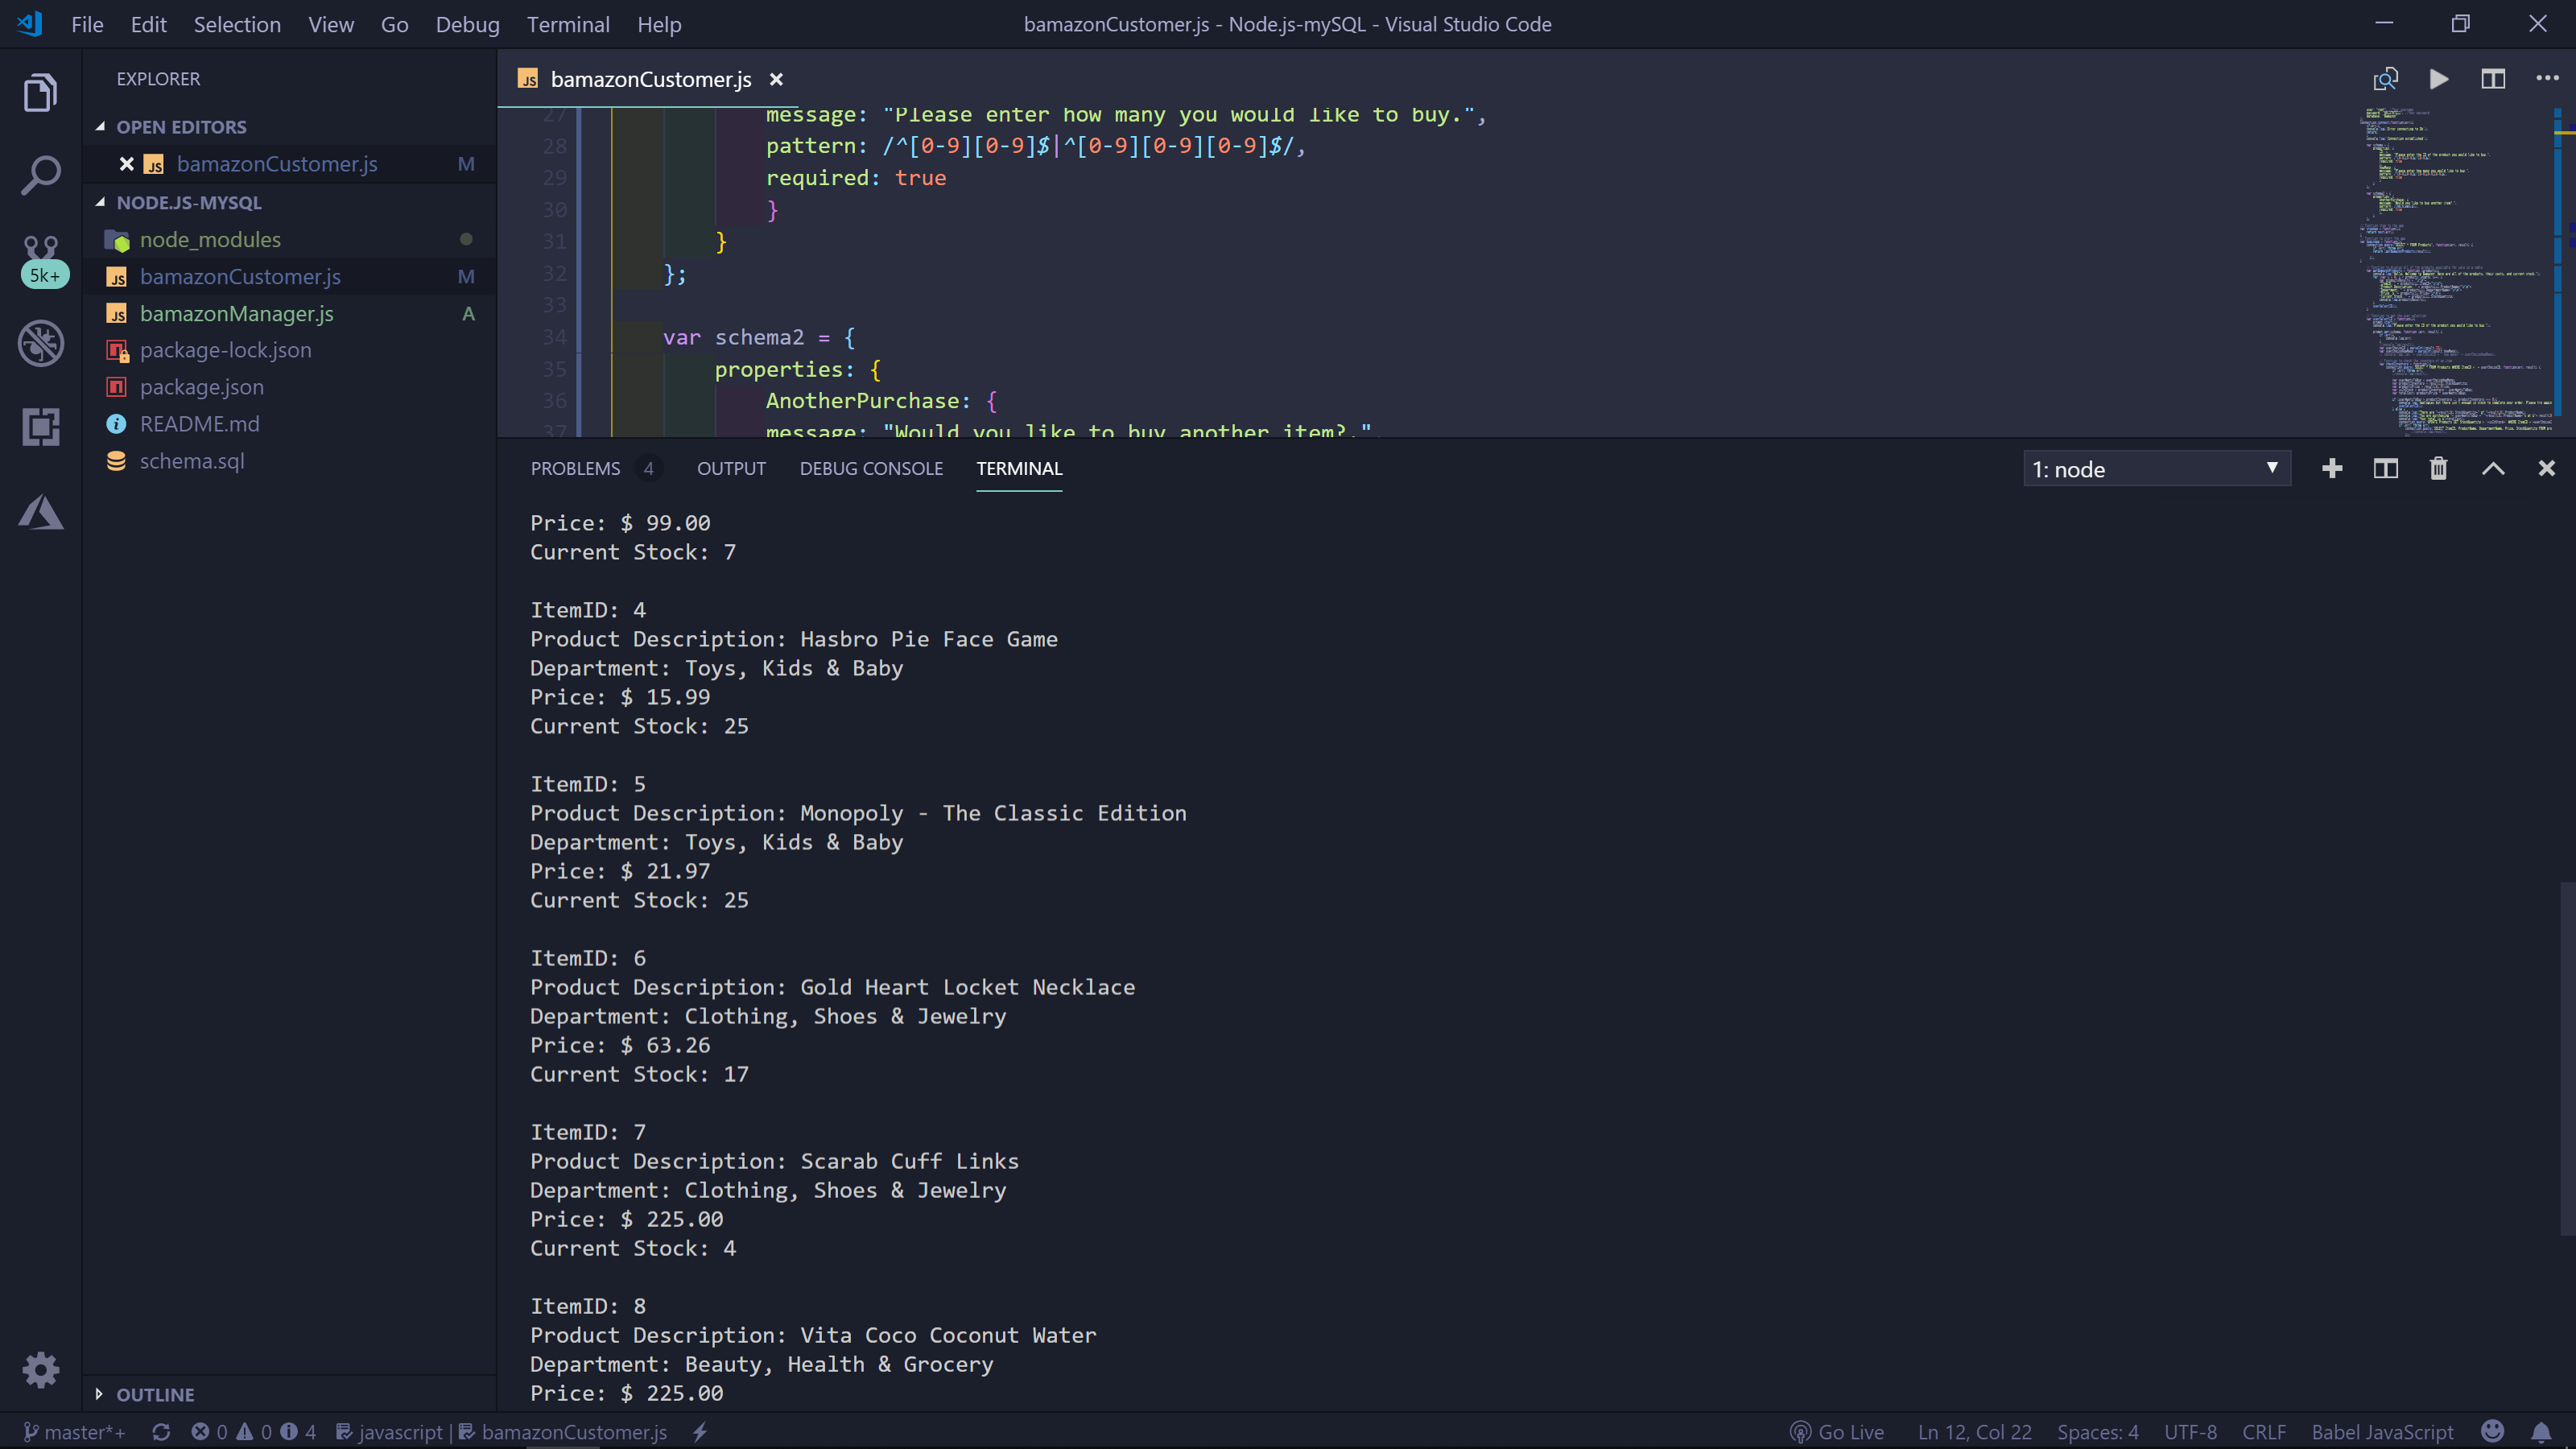 File Edit Selection View Go Debug Terminal Help
bamazonCustomer.js - Node.js-mySQL - Visual Studio Code
EXPLORER
OPEN EDITORS
bamazonCustomer.js M
NODE.JS-MYSQL
node_modules
bamazonCustomer.js M
bamazonManager.js A
package-lock.json
package.json
README.md
schema.sql
5k+
OUTLINE
bamazonCustomer.js
27 message: "Please enter how many you would like to buy.",
28 pattern: /^[0-9][0-9]$|^[0-9][0-9][0-9]$/,
29 required: true
30 }
31 }
32 };
33
34 var schema2 = {
35 properties: {
36 AnotherPurchase: {
37 message: "Would you like to buy another item?.",
PROBLEMS 4 OUTPUT DEBUG CONSOLE TERMINAL
1: node
Price: $ 99.00
Current Stock: 7
ItemID: 4
Product Description: Hasbro Pie Face Game
Department: Toys, Kids & Baby
Price: $ 15.99
Current Stock: 25
ItemID: 5
Product Description: Monopoly - The Classic Edition
Department: Toys, Kids & Baby
Price: $ 21.97
Current Stock: 25
ItemID: 6
Product Description: Gold Heart Locket Necklace
Department: Clothing, Shoes & Jewelry
Price: $ 63.26
Current Stock: 17
ItemID: 7
Product Description: Scarab Cuff Links
Department: Clothing, Shoes & Jewelry
Price: $ 225.00
Current Stock: 4
ItemID: 8
Product Description: Vita Coco Coconut Water
Department: Beauty, Health & Grocery
Price: $ 225.00
master*+ 0 0 4 javascript | bamazonCustomer.js
Go Live Ln 12, Col 22 Spaces: 4 UTF-8 CRLF Babel JavaScript